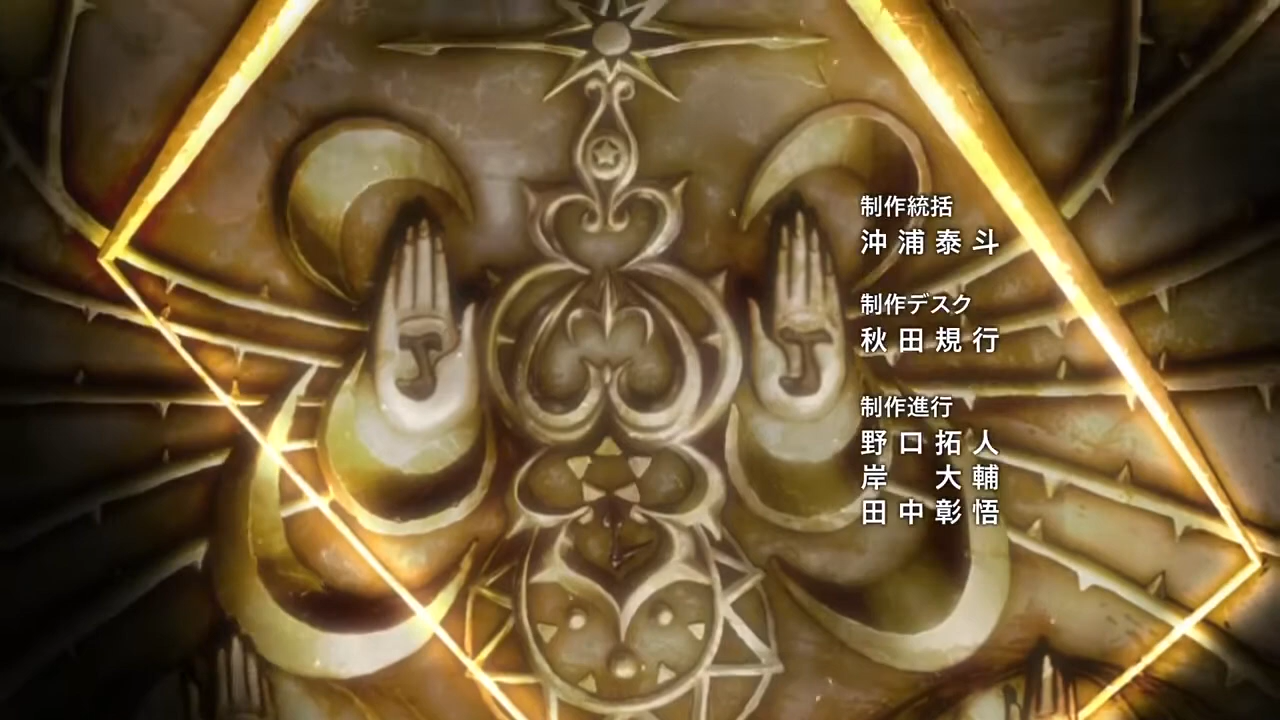 制作統括
沖浦泰斗
制作デスク
秋田規行
制作進行
野口拓人
岸　大輔
田中彰悟